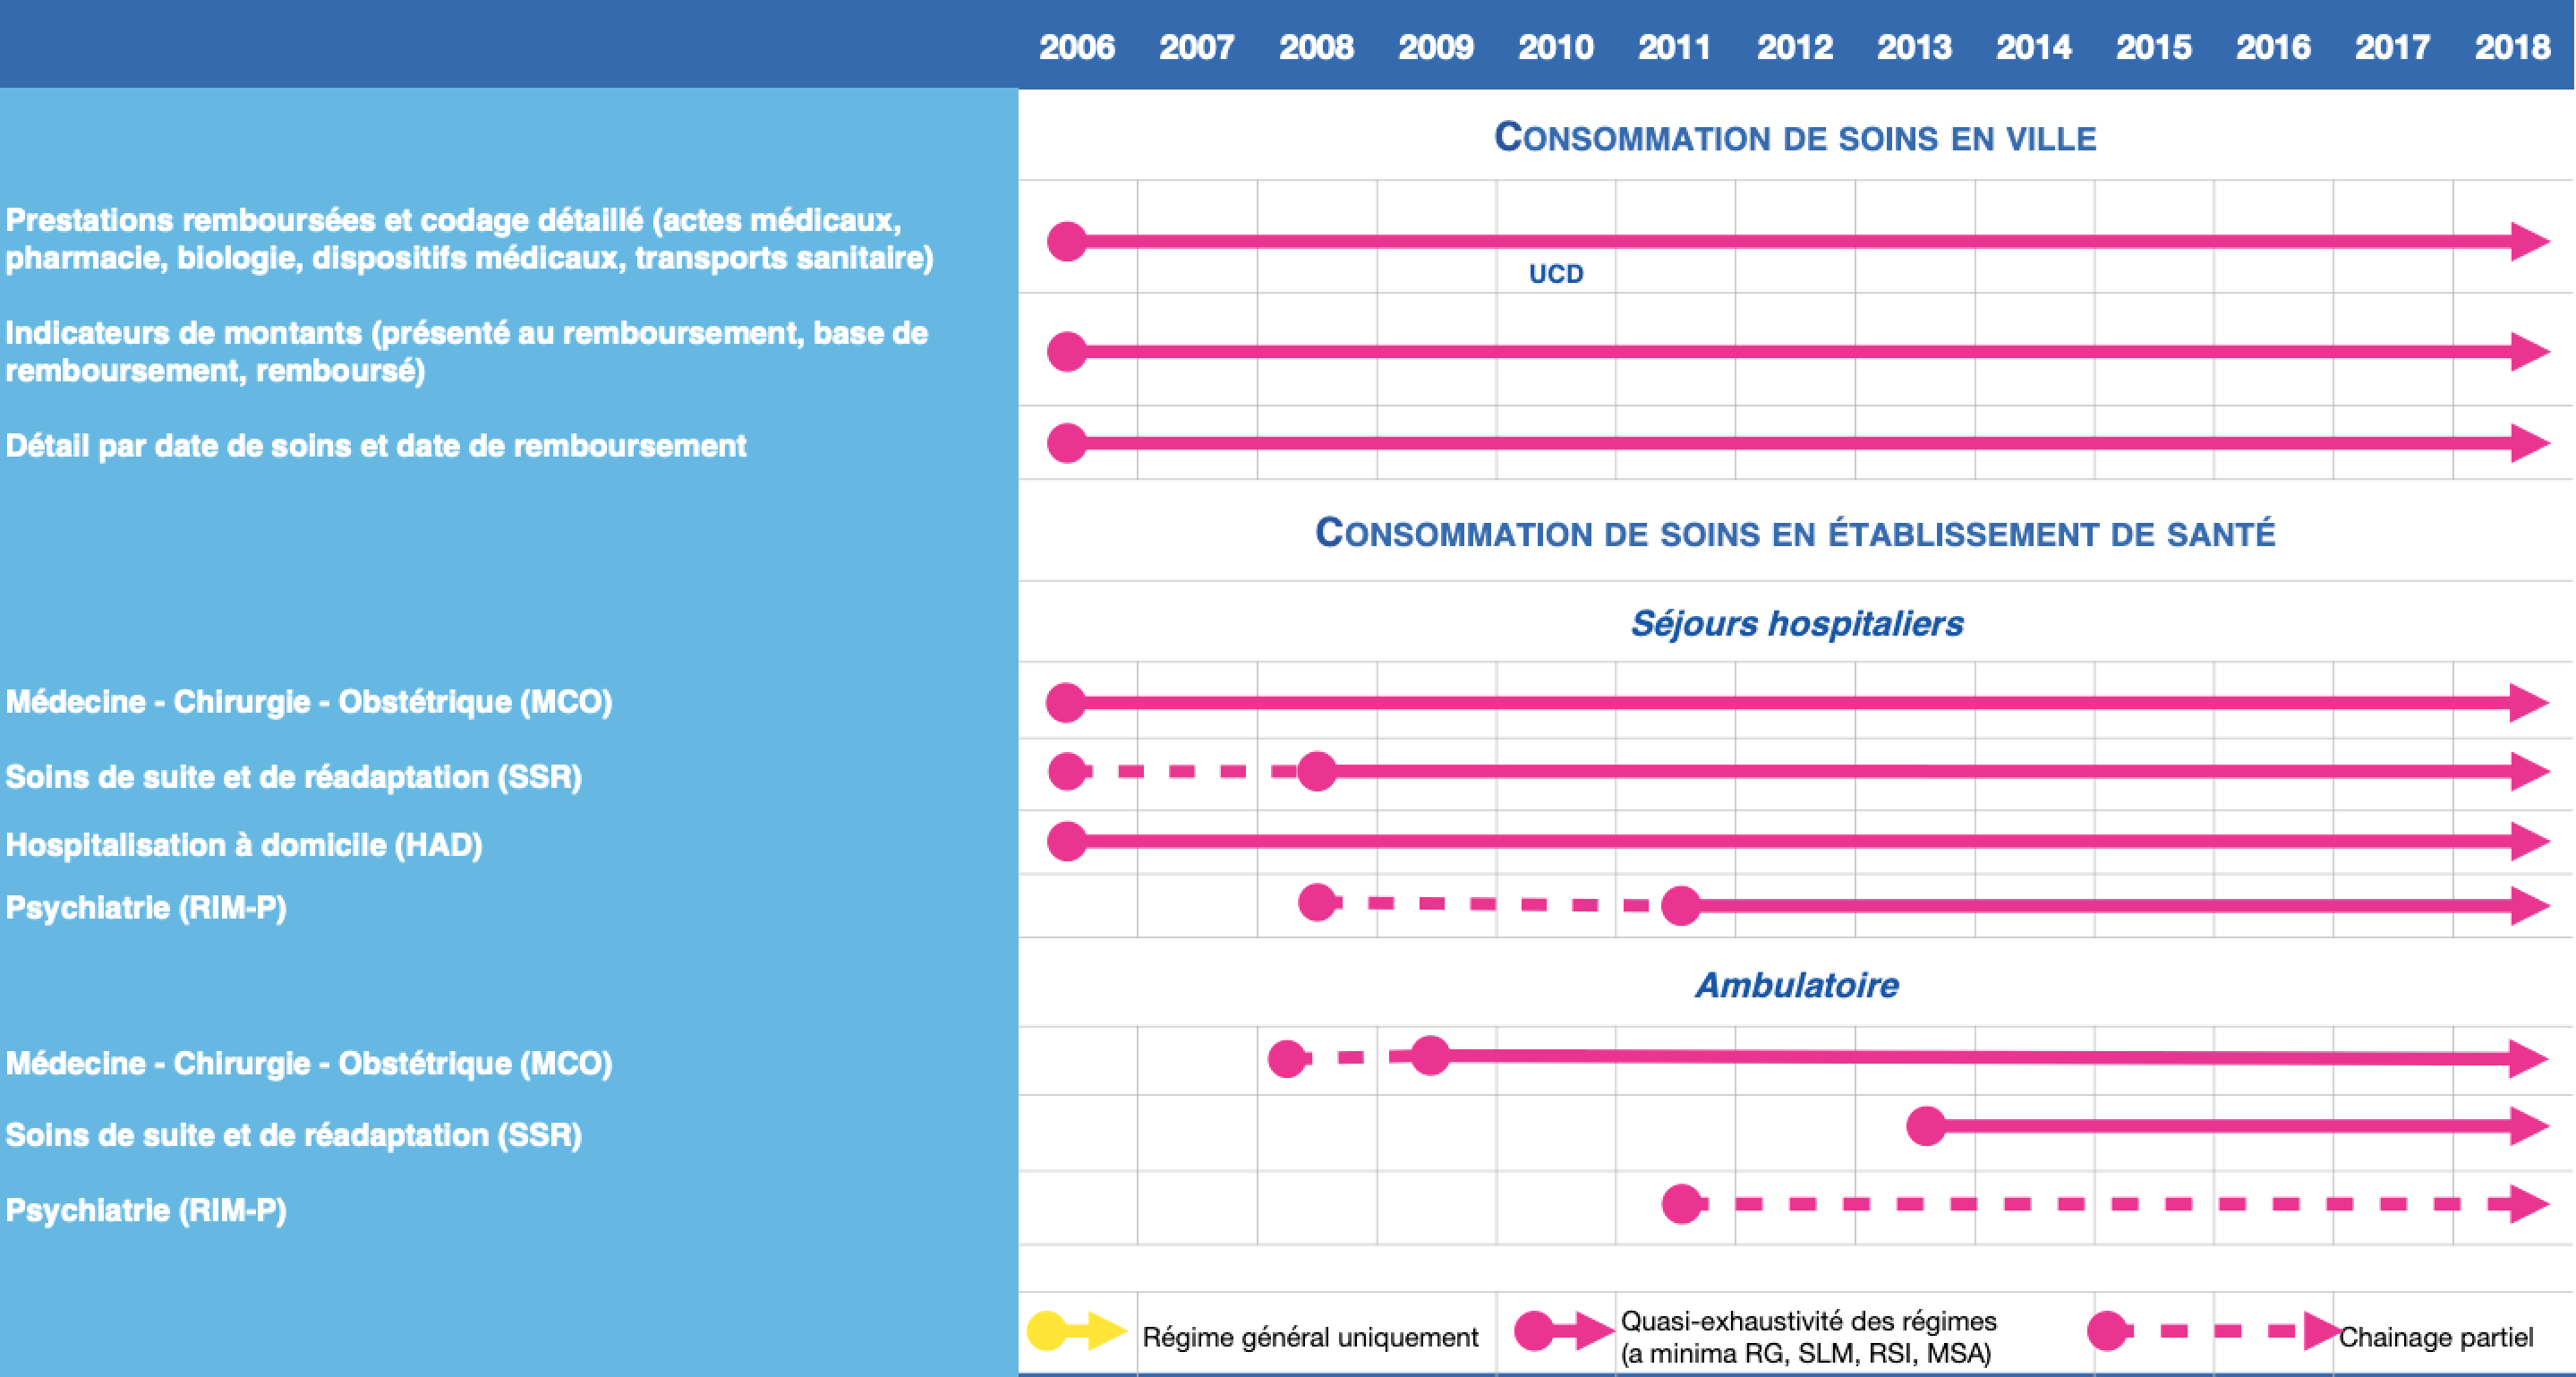 2006 2007 2008 2009 2010 2011 2012 2013 2014 2015 2016 2017 2018
CONSOMMATION DE SOINS EN VILLE
Prestations remboursées et codage détaillé (actes médicaux,
pharmacie, biologie, dispositifs médicaux, transports sanitaire)
UCD
Indicateurs de montants (présenté au remboursement, base de
remboursement, remboursé)
Détail par date de soins et date de remboursement
CONSOMMATION DE SOINS EN ÉTABLISSEMENT DE SANTÉ
Séjours hospitaliers
Médecine - Chirurgie - Obstétrique (MCO)
Soins de suite et de réadaptation (SSR)
Hospitalisation à domicile (HAD)
Psychiatrie (RIM-P)
Ambulatoire
Médecine - Chirurgie - Obstétrique (MCO)
Soins de suite et de réadaptation (SSR)
Psychiatrie (RIM-P)
Régime général uniquement
Quasi-exhaustivité des régimes
(a minima RG, SLM, RSI, MSA)
Chainage partiel